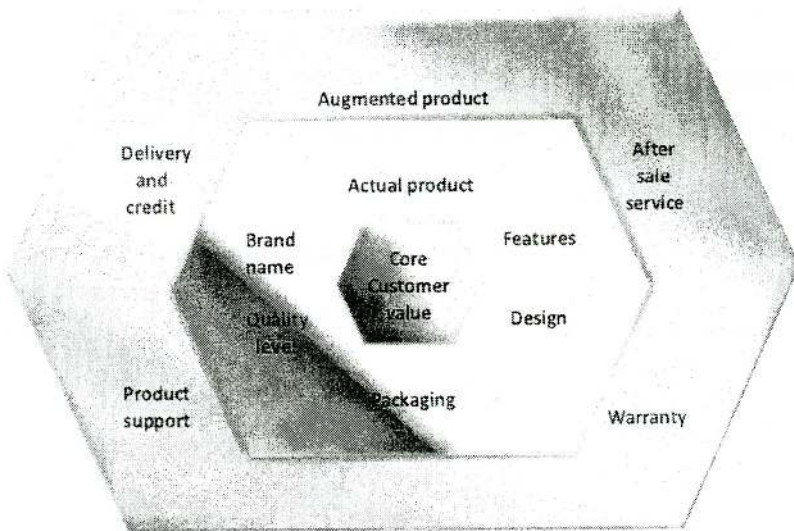 Augmented product
Delivery
and
credit
After
sale
service
Actual product
Brand
name
Features
Core
Customer
value
Quality
level
Design
Packaging
Product
support
Warranty